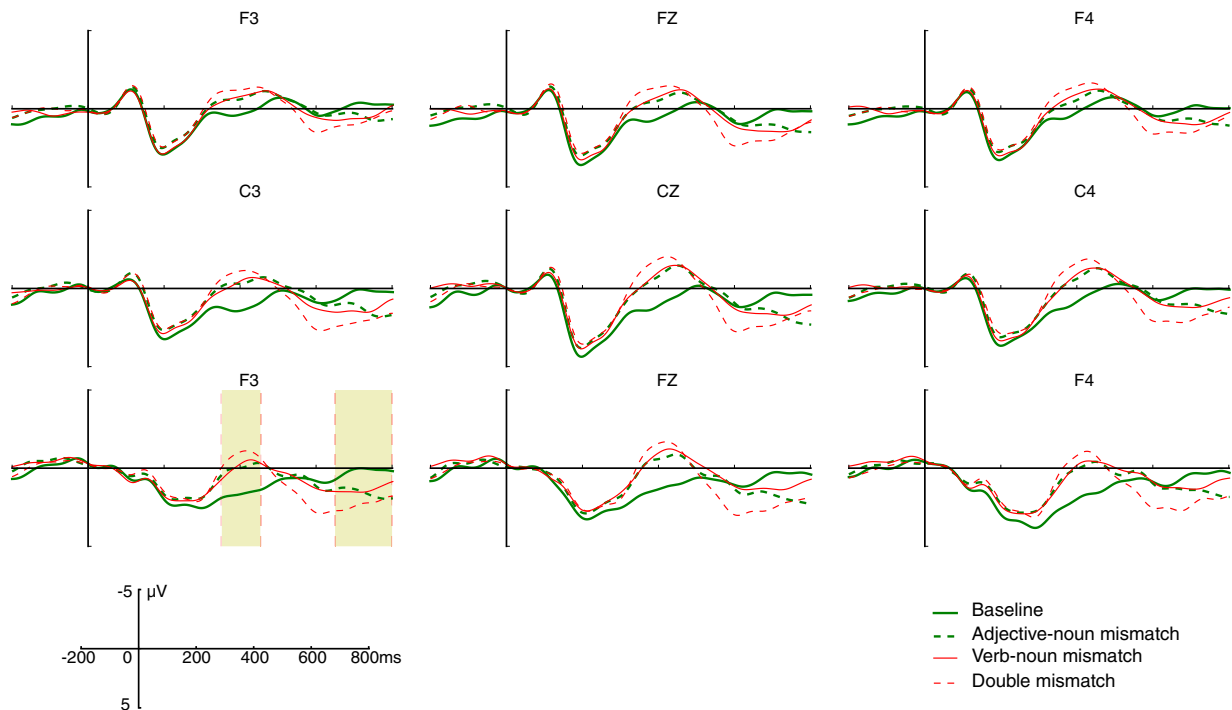 F3 FZ F4
C3 CZ C4
F3 FZ F4
-5 µV
-200 0 200 400 600 800ms
5
Baseline
Adjective-noun mismatch
Verb-noun mismatch
Double mismatch